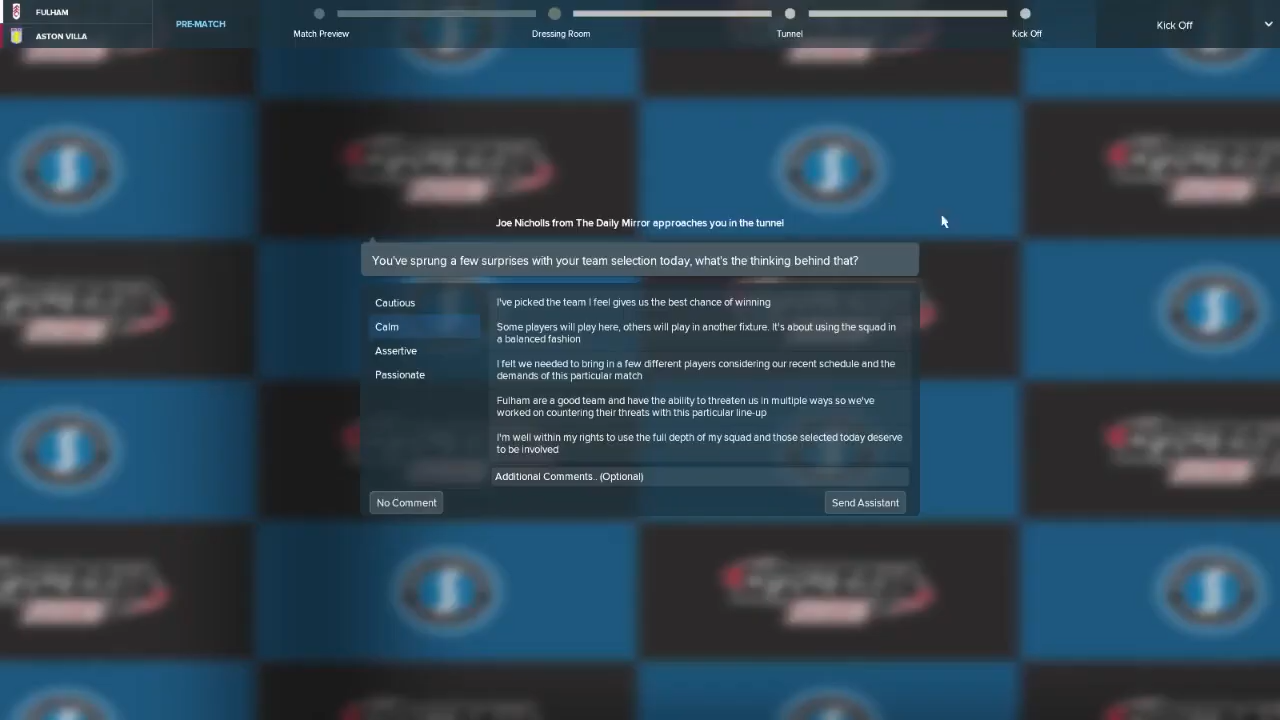 FULHAM
ASTON VILLA
PRE-MATCH
Match Preview
Dressing Room
Tunnel
Kick Off
Kick Off
Joe Nicholls from The Daily Mirror approaches you in the tunnel
You've sprung a few surprises with your team selection today, what's the thinking behind that?
Cautious
Calm
Assertive
Passionate
I've picked the team I feel gives us the best chance of winning
Some players will play here, others will play in another fixture. It's about using the squad in
a balanced fashion
I felt we needed to bring in a few different players considering our recent schedule and the
demands of this particular match
Fulham are a good team and have the ability to threaten us in multiple ways so we've
worked on countering their threats with this particular line-up
I'm well within my rights to use the full depth of my squad and those selected today deserve
to be involved
Additional Comments.. (Optional)
No Comment
Send Assistant